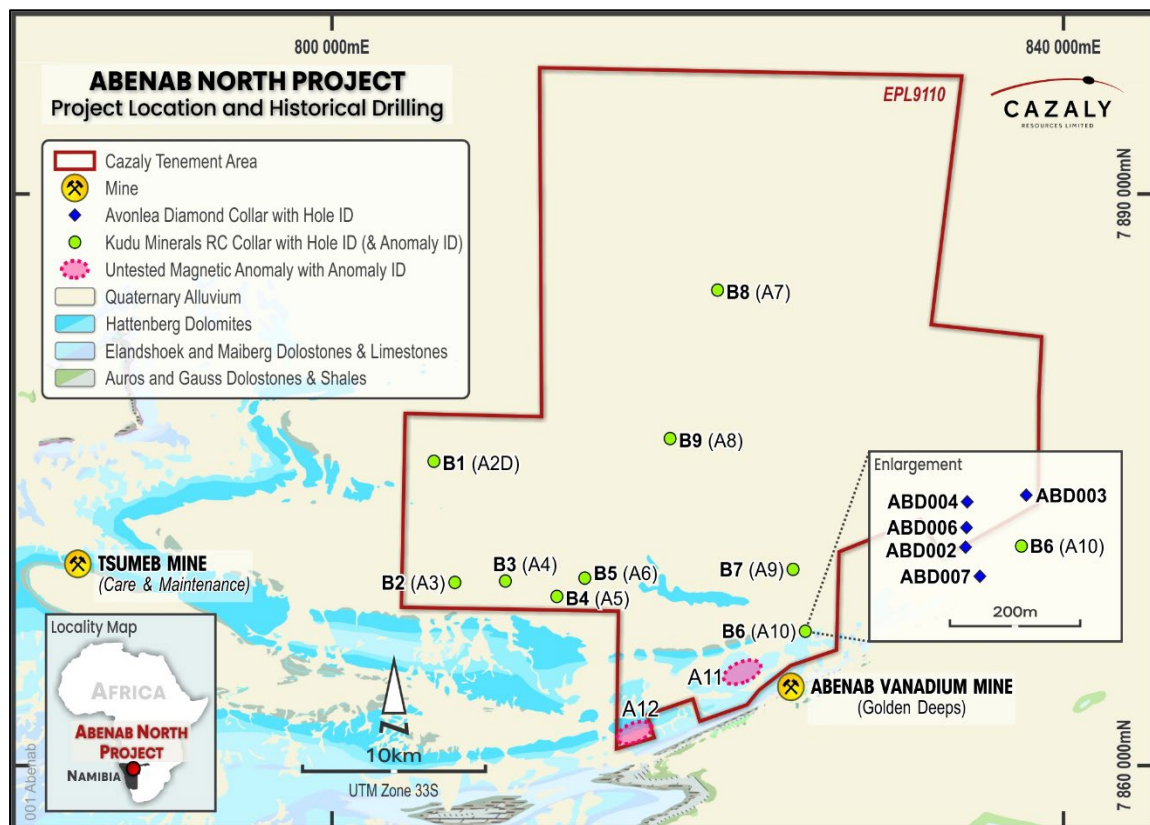 800 000mE
840 000mE
ABENAB NORTH PROJECT
Project Location and Historical Drilling
EPL9110
CAZALY
RESOURCES LIMITED
Cazaly Tenement Area
Mine
Avonlea Diamond Collar with Hole ID
Kudu Minerals RC Collar with Hole ID (& Anomaly ID)
Untested Magnetic Anomaly with Anomaly ID
Quaternary Alluvium
Hattenberg Dolomites
Elandshoek and Maiberg Dolostones & Limestones
Auros and Gauss Dolostones & Shales
7 890 000mN
B8 (A7)
B9 (A8)
B1 (A2D)
Enlargement
ABD004
ABD003
ABD006
ABD002
B6 (A10)
ABD007
200m
TSUMEB MINE
(Care & Maintenance)
B2 (A3)
B3 (A4)
B5 (A6)
B4 (A5)
B7 (A9)
B6 (A10)
A11
A12
ABENAB VANADIUM MINE
(Golden Deeps)
Locality Map
AFRICA
ABENAB NORTH
PROJECT
NAMIBIA
N
10km
UTM Zone 33S
7 860 000mN
001 Abenab